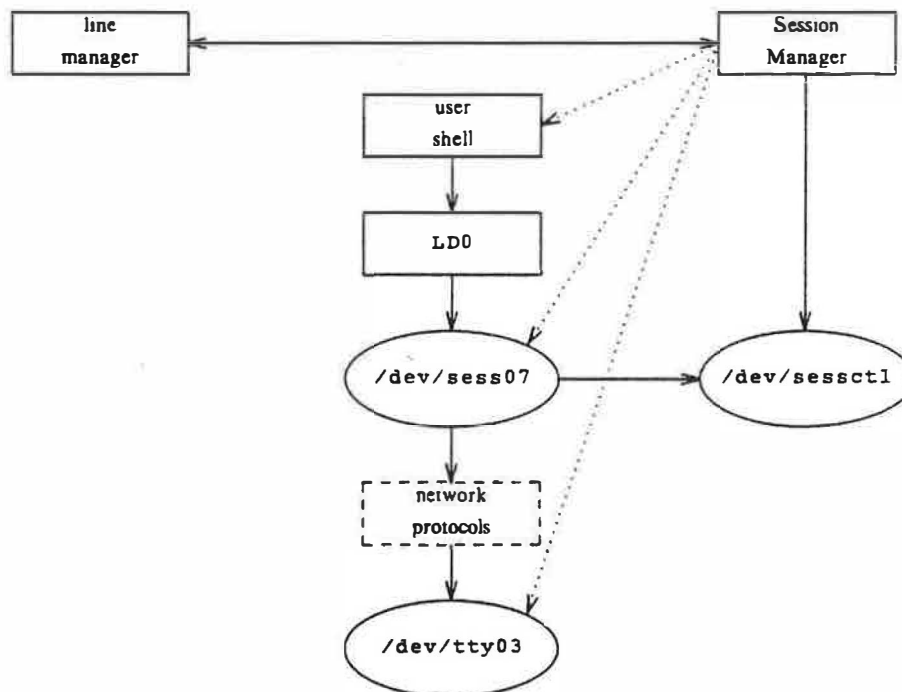 line
manager
Session
Manager
user
shell
LD0
/dev/sess07
/dev/sessctl
network
protocols
/dev/tty03